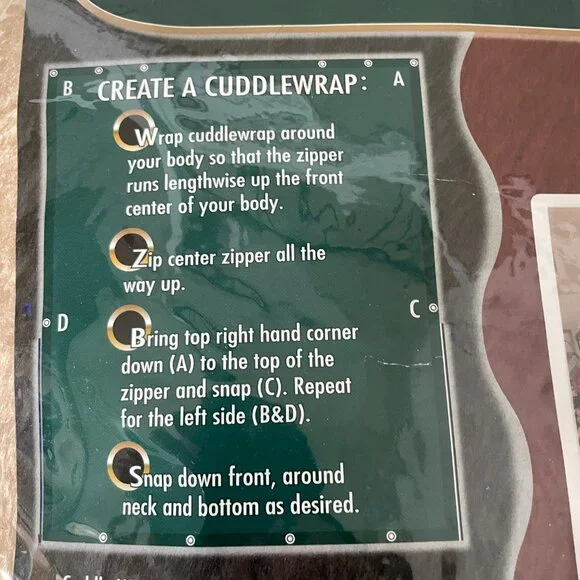 B CREATE A CUDDLEWRAP: A
Wrap cuddlewrap around
your body so that the zipper
runs lengthwise up the front
center of your body.
Zip center zipper all the
way up.
D
C
Bring top right hand corner
down (A) to the top of the
zipper and snap (C). Repeat
for the left side (B&D).
Snap down front, around
neck and bottom as desired.